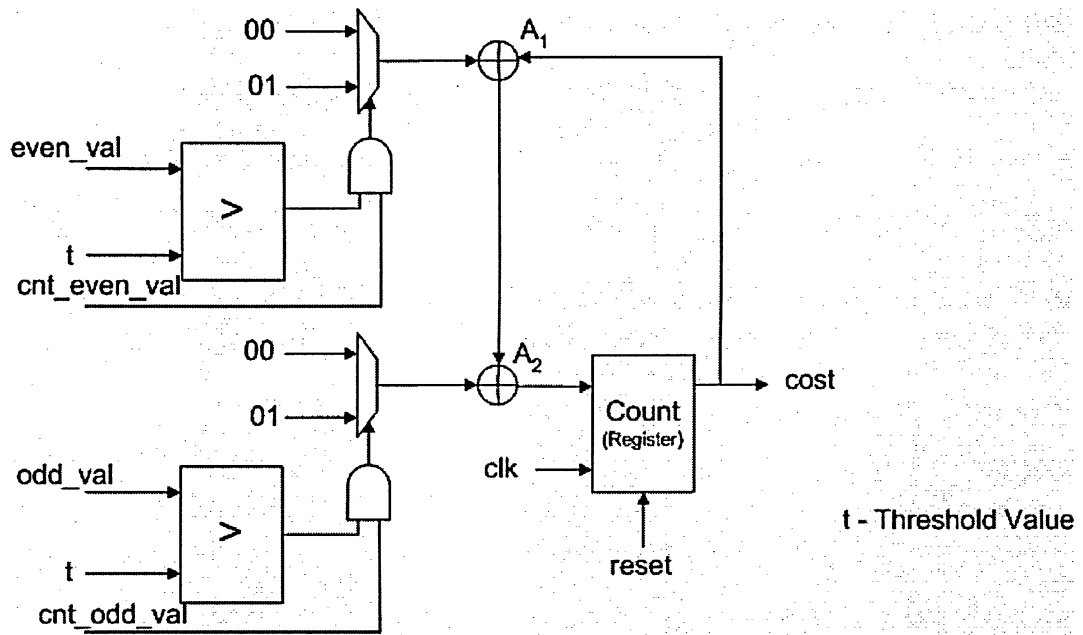 00
A1
01
even_val
>
t
cnt_even_val
00
A2
01
cost
Count
(Register)
odd_val
clk
>
t - Threshold Value
t
reset
cnt_odd_val